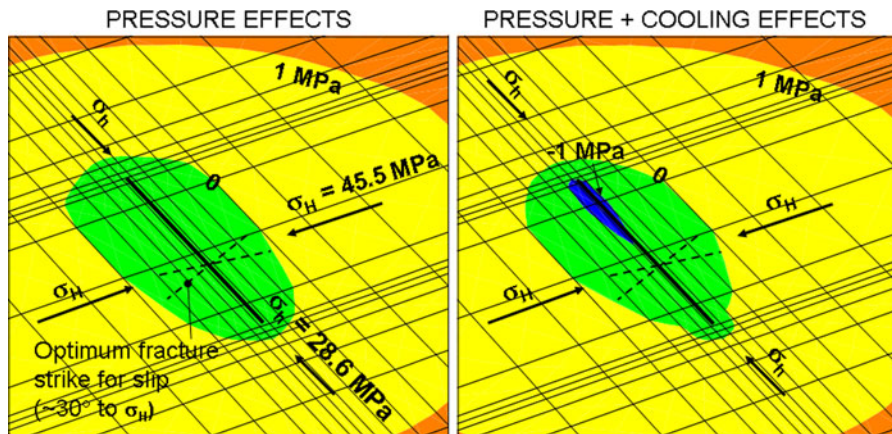 PRESSURE EFFECTS
1 MPa
σh
0
σH = 45.5 MPa
σH
σh = 28.6 MPa
Optimum fracture
strike for slip
(~30° to σH)
PRESSURE + COOLING EFFECTS
1 MPa
σh
-1 MPa
0
σH
σH
σh